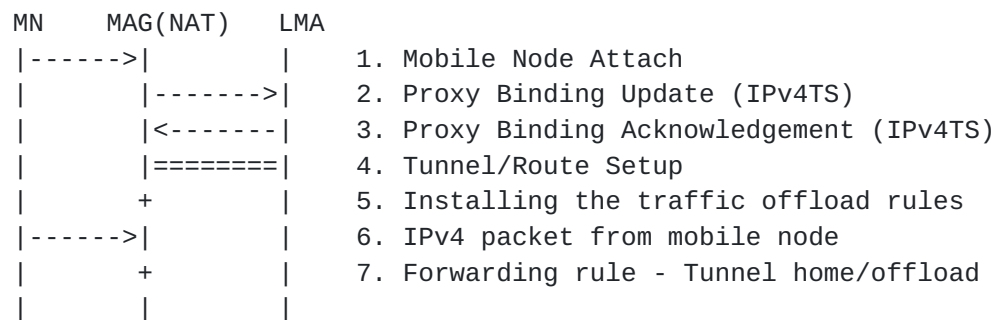 MN    MAG(NAT)   LMA
|------>|        |    1. Mobile Node Attach
|       |------->|    2. Proxy Binding Update (IPv4TS)
|       |<-------|    3. Proxy Binding Acknowledgement (IPv4TS)
|       |========|    4. Tunnel/Route Setup
|       +        |    5. Installing the traffic offload rules
|------>|        |    6. IPv4 packet from mobile node
|       +        |    7. Forwarding rule - Tunnel home/offload
|       |        |